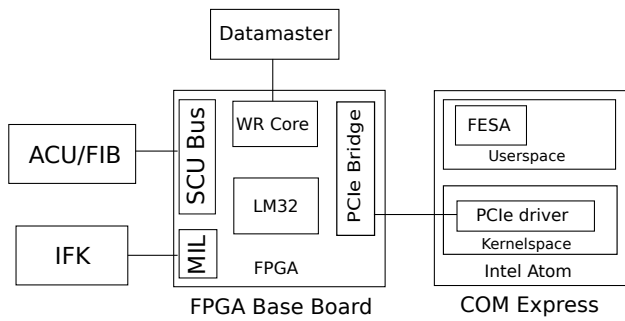 Datamaster
ACU/FIB
IFK
SCU Bus
MIL
WR Core
LM32
PCIe Bridge
FPGA
FPGA Base Board
FESA
Userspace
PCIe driver
Kernelspace
Intel Atom
COM Express